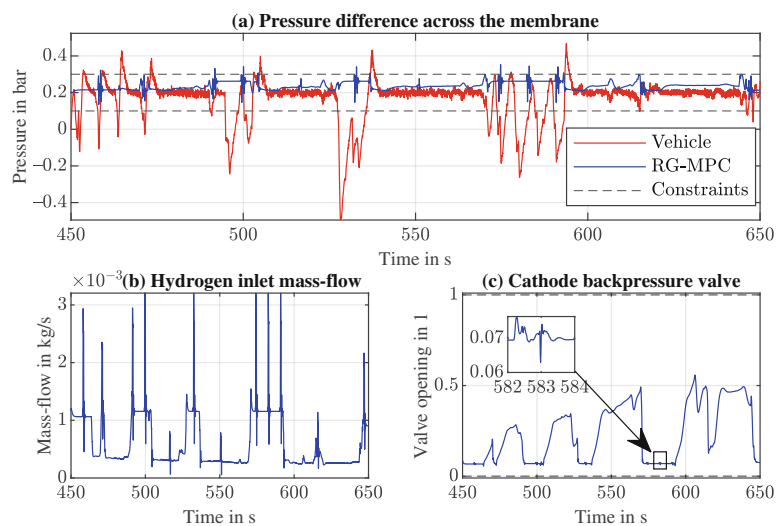 (a) Pressure difference across the membrane
Pressure in bar
0.4
0.2
0
−0.2
−0.4
Vehicle
RG-MPC
Constraints
450
500
550
600
650
Time in s
(b) Hydrogen inlet mass-flow
×10⁻³
Mass-flow in kg/s
3
2
1
0
450
500
550
600
650
Time in s
(c) Cathode backpressure valve
Valve opening in 1
1
0.5
0
0.07
0.06
582 583 584
450
500
550
600
650
Time in s